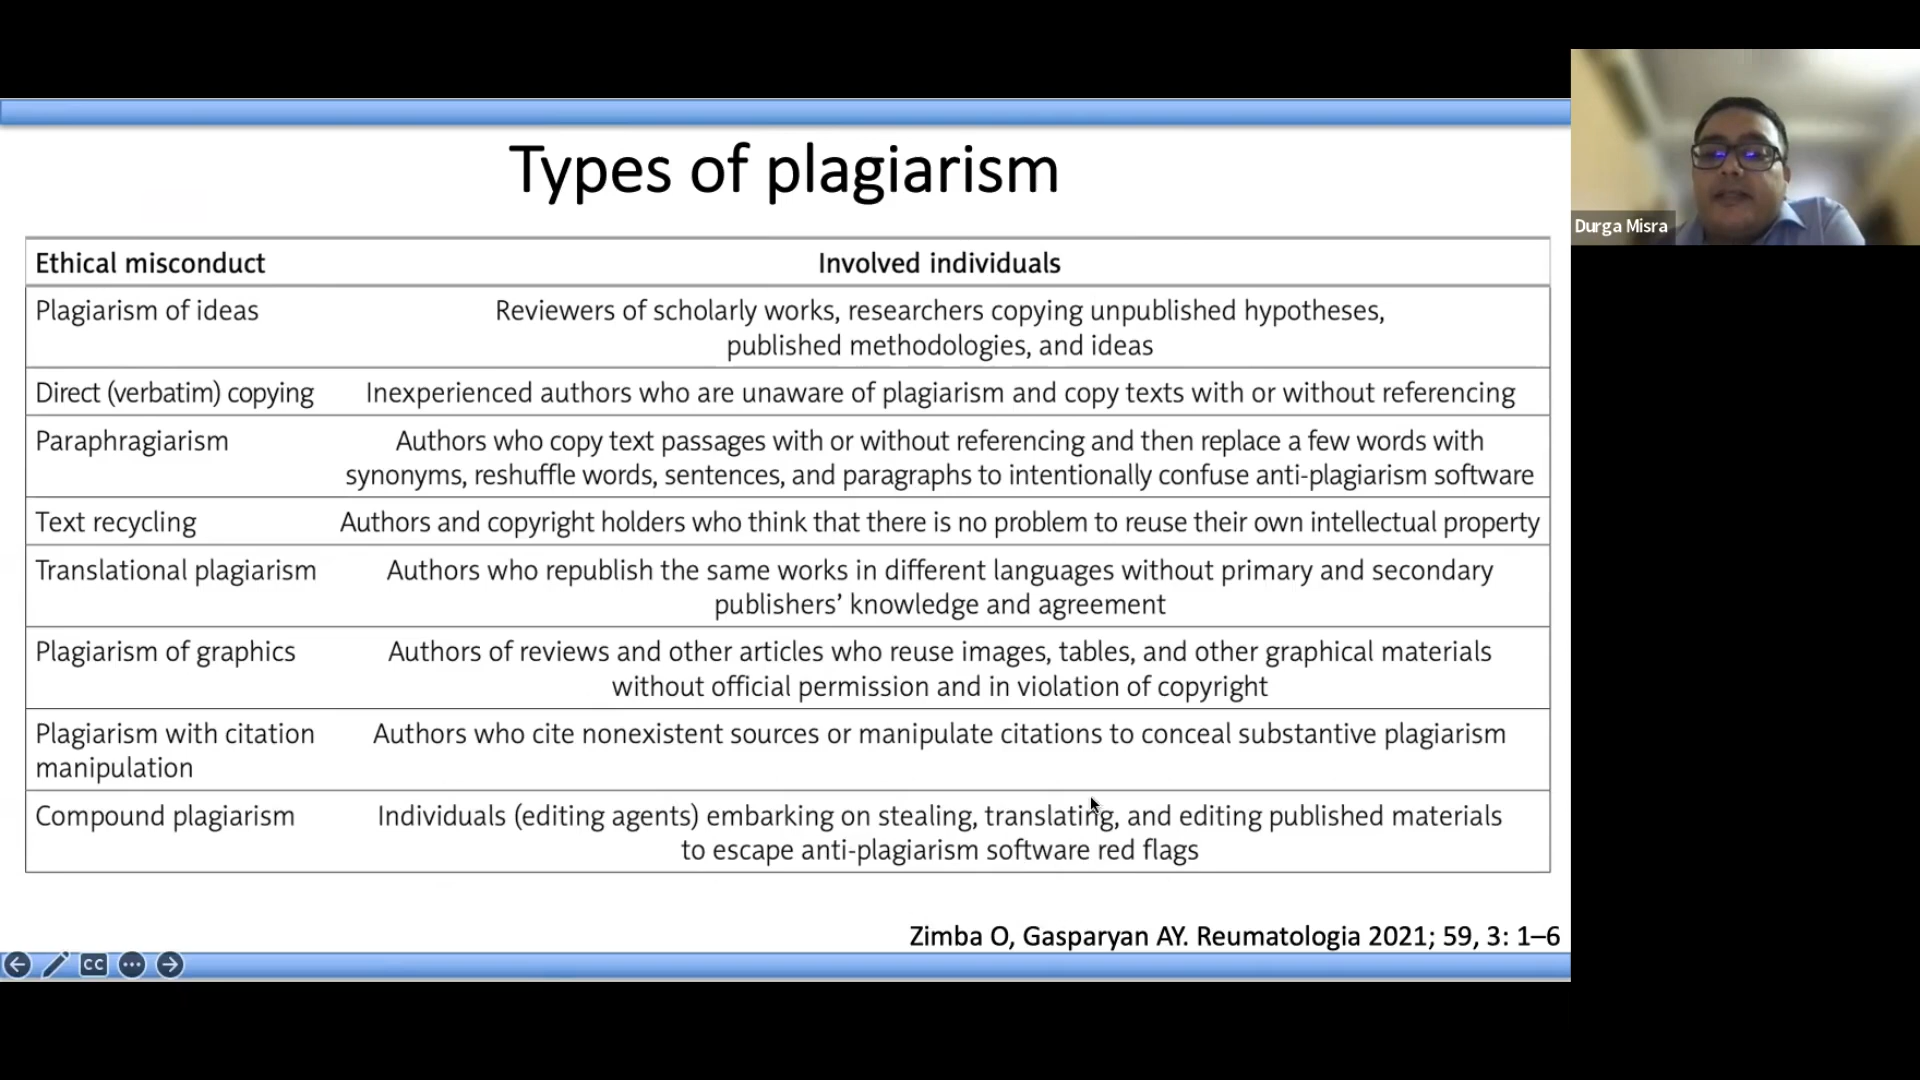 Types of plagiarism
Ethical misconduct
Involved individuals
Plagiarism of ideas
Reviewers of scholarly works, researchers copying unpublished hypotheses,
published methodologies, and ideas
Direct (verbatim) copying
Inexperienced authors who are unaware of plagiarism and copy texts with or without referencing
Paraphragiarism
Authors who copy text passages with or without referencing and then replace a few words with
synonyms, reshuffle words, sentences, and paragraphs to intentionally confuse anti-plagiarism software
Text recycling
Authors and copyright holders who think that there is no problem to reuse their own intellectual property
Translational plagiarism
Authors who republish the same works in different languages without primary and secondary
publishers’ knowledge and agreement
Plagiarism of graphics
Authors of reviews and other articles who reuse images, tables, and other graphical materials
without official permission and in violation of copyright
Plagiarism with citation
manipulation
Authors who cite nonexistent sources or manipulate citations to conceal substantive plagiarism
Compound plagiarism
Individuals (editing agents) embarking on stealing, translating, and editing published materials
to escape anti-plagiarism software red flags
Zimba O, Gasparyan AY. Reumatologia 2021; 59, 3: 1–6
CC
Durga Misra